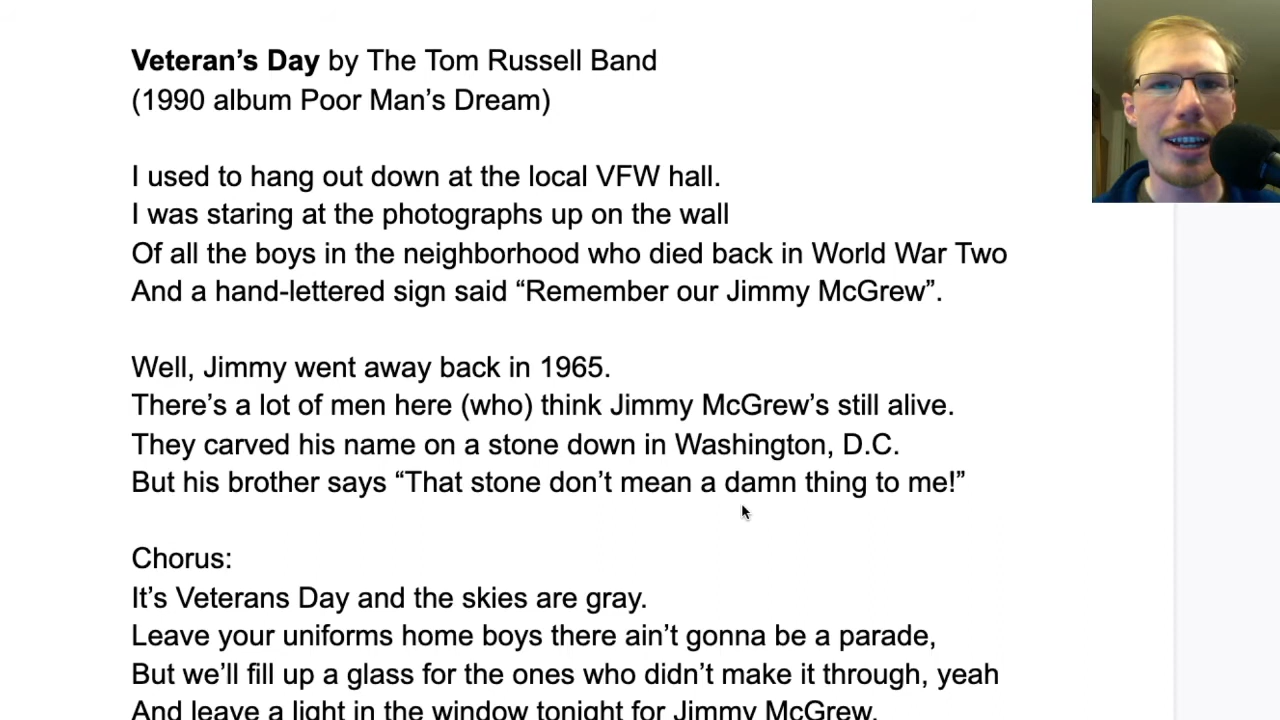 Veteran’s Day by The Tom Russell Band
(1990 album Poor Man’s Dream)
I used to hang out down at the local VFW hall.
I was staring at the photographs up on the wall
Of all the boys in the neighborhood who died back in World War Two
And a hand-lettered sign said “Remember our Jimmy McGrew”.
Well, Jimmy went away back in 1965.
There’s a lot of men here (who) think Jimmy McGrew’s still alive.
They carved his name on a stone down in Washington, D.C.
But his brother says “That stone don’t mean a damn thing to me!”
Chorus:
It’s Veterans Day and the skies are gray.
Leave your uniforms home boys there ain’t gonna be a parade,
But we’ll fill up a glass for the ones who didn’t make it through, yeah
And leave a light in the window tonight for Jimmy McGrew.